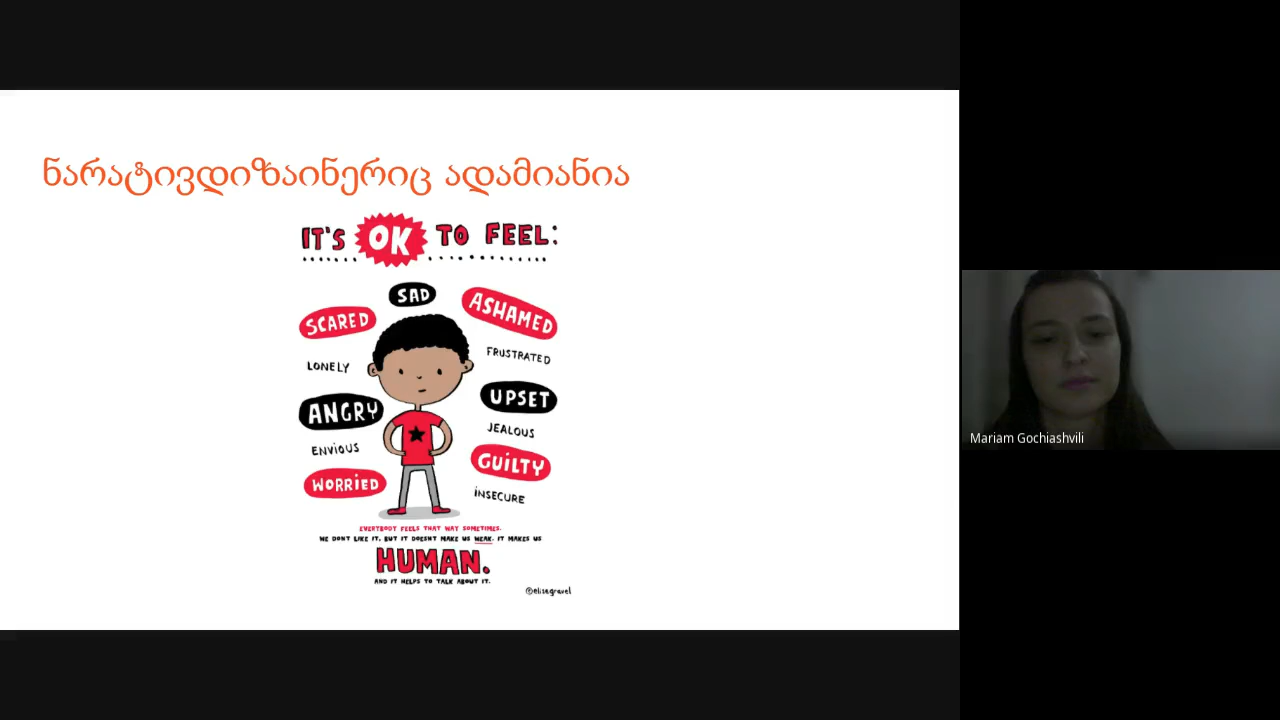 ნარატივდიზაინერიც ადამიანია
IT'S OK TO FEEL:
SAD
SCARED
ASHAMED
LONELY
FRUSTRATED
ANGRY
UPSET
JEALOUS
ENVIOUS
GUILTY
WORRIED
INSECURE
EVERYBODY FEELS THAT WAY SOMETIMES.
WE DON'T LIKE IT, BUT IT DOESN'T MAKE US WEAK. IT MAKES US
HUMAN.
AND IT HELPS TO TALK ABOUT IT.
©elisegravel
Mariam Gochiashvili